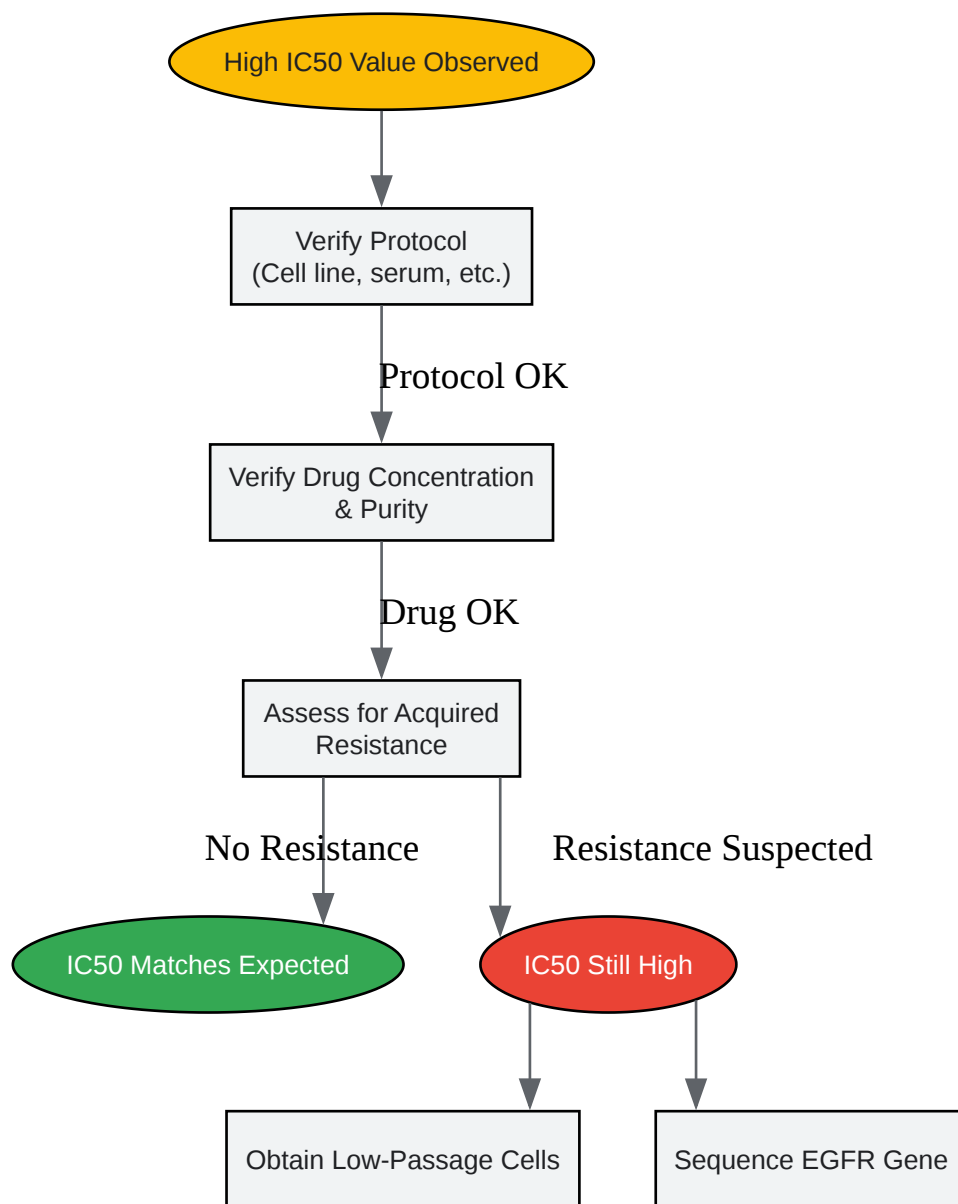 High IC50 Value Observed
Verify Protocol
(Cell line, serum, etc.)
Protocol OK
Verify Drug Concentration
& Purity
Drug OK
Assess for Acquired
Resistance
No Resistance
Resistance Suspected
IC50 Matches Expected
IC50 Still High
Obtain Low-Passage Cells
Sequence EGFR Gene